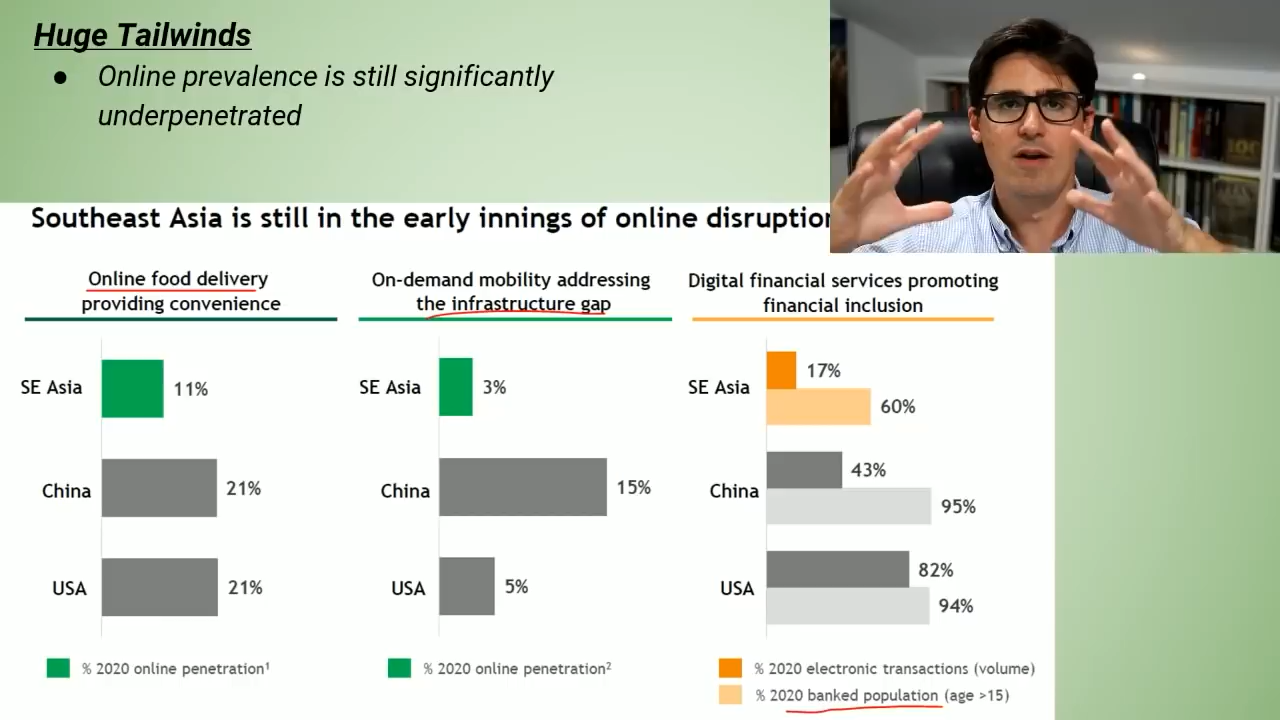 Huge Tailwinds
● Online prevalence is still significantly
underpenetrated
Southeast Asia is still in the early innings of online disruption
Online food delivery
providing convenience
SE Asia
11%
China
21%
USA
21%
% 2020 online penetration¹
On-demand mobility addressing
the infrastructure gap
SE Asia
3%
China
15%
USA
5%
% 2020 online penetration²
Digital financial services promoting
financial inclusion
SE Asia
17%
60%
China
43%
95%
USA
82%
94%
% 2020 electronic transactions (volume)
% 2020 banked population (age >15)